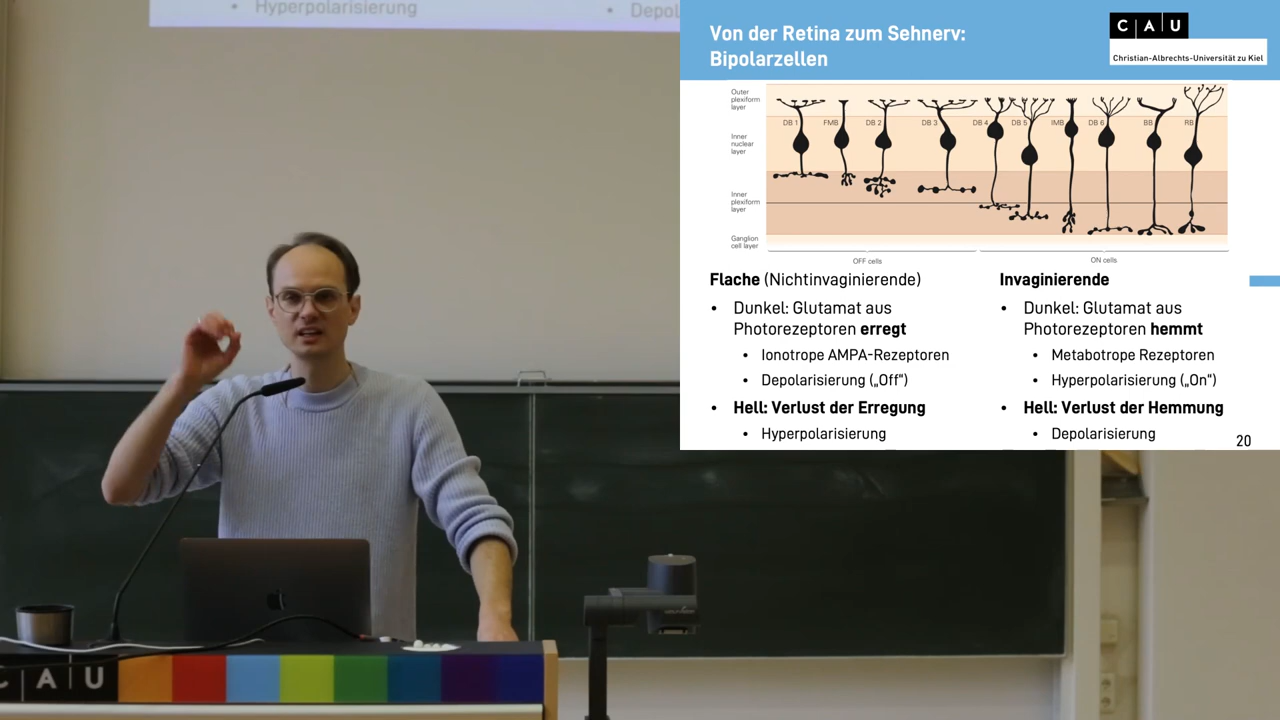 Hyperpolarisierung
Depol
Von der Retina zum Sehnerv:
Bipolarzellen
C A U
Christian-Albrechts-Universität zu Kiel
Outer
plexiform
layer
Inner
nuclear
layer
Inner
plexiform
layer
Ganglion
cell layer
DB 1 FMB DB 2 DB 3 DB 4 DB 5 IMB DB 6 BB RB
OFF cells
ON cells
Flache (Nichtinvaginierende)
• Dunkel: Glutamat aus
Photorezeptoren erregt
• Ionotrope AMPA-Rezeptoren
• Depolarisierung („Off“)
• Hell: Verlust der Erregung
• Hyperpolarisierung
Invaginierende
• Dunkel: Glutamat aus
Photorezeptoren hemmt
• Metabotrope Rezeptoren
• Hyperpolarisierung („On“)
• Hell: Verlust der Hemmung
• Depolarisierung
20
C A U